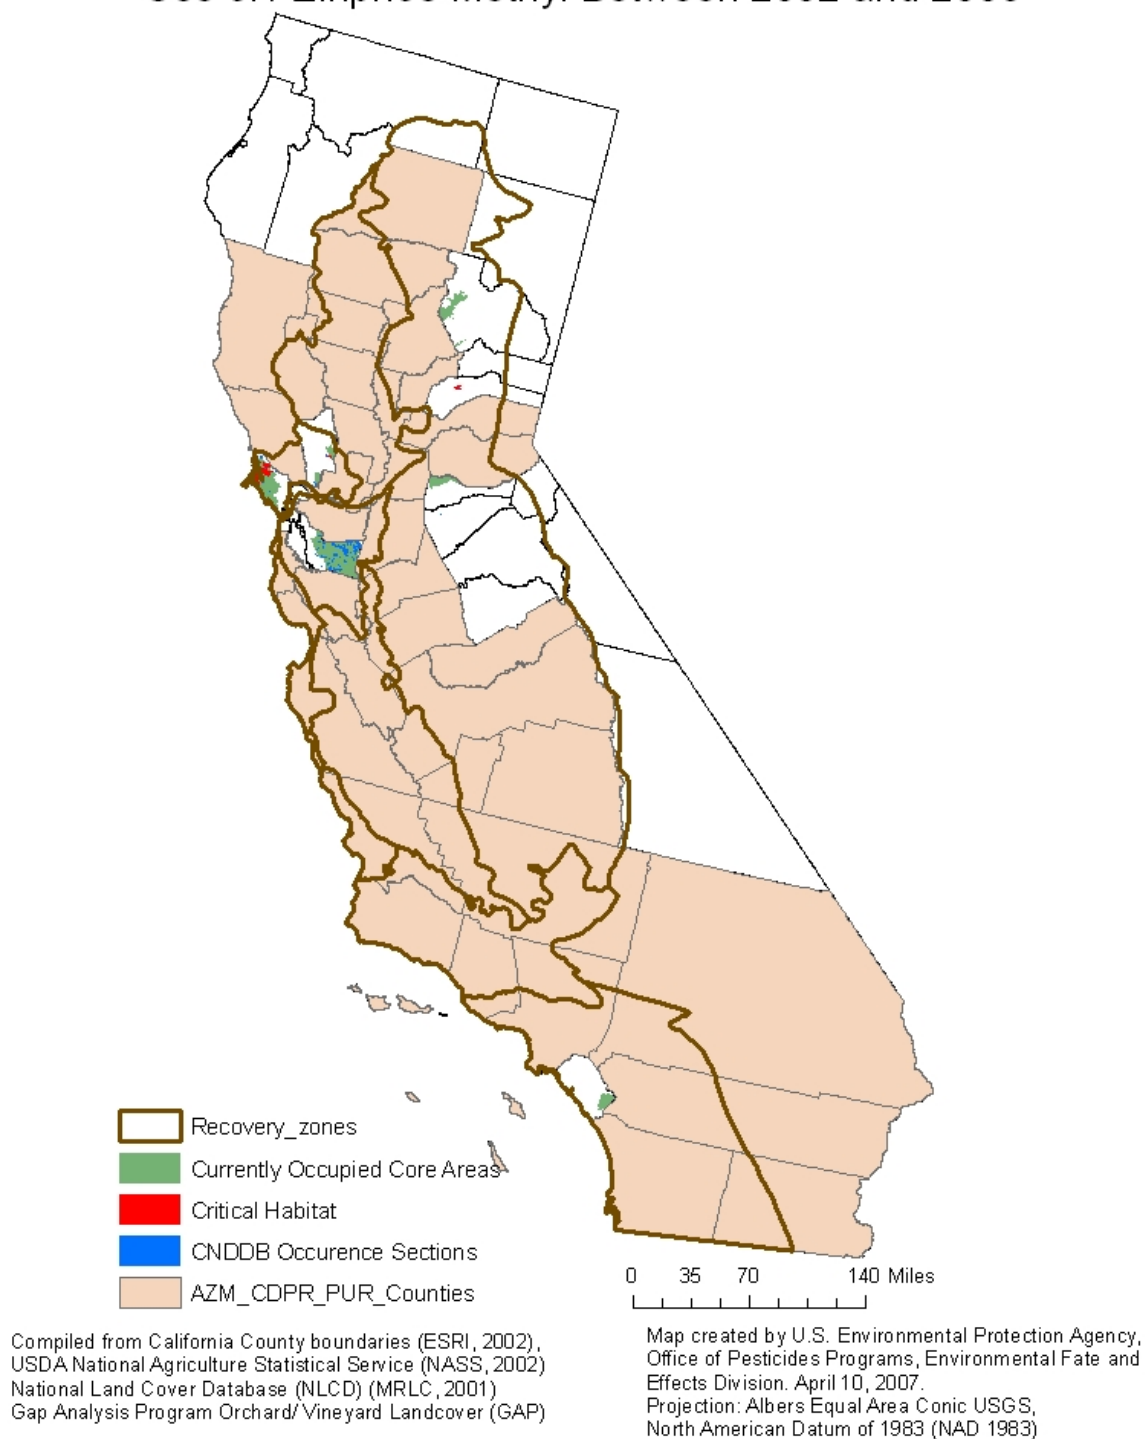 Recovery_zones
Currently Occupied Core Areas
Critical Habitat
CNDDB Occurence Sections
AZM_CDPR_PUR_Counties
0 35 70 140 Miles
Compiled from California County boundaries (ESRI, 2002),
USDA National Agriculture Statistical Service (NASS, 2002)
National Land Cover Database (NLCD) (MRLC, 2001)
Gap Analysis Program Orchard/Vineyard Landcover (GAP)
Map created by U.S. Environmental Protection Agency,
Office of Pesticides Programs, Environmental Fate and
Effects Division. April 10, 2007.
Projection: Albers Equal Area Conic USGS,
North American Datum of 1983 (NAD 1983)